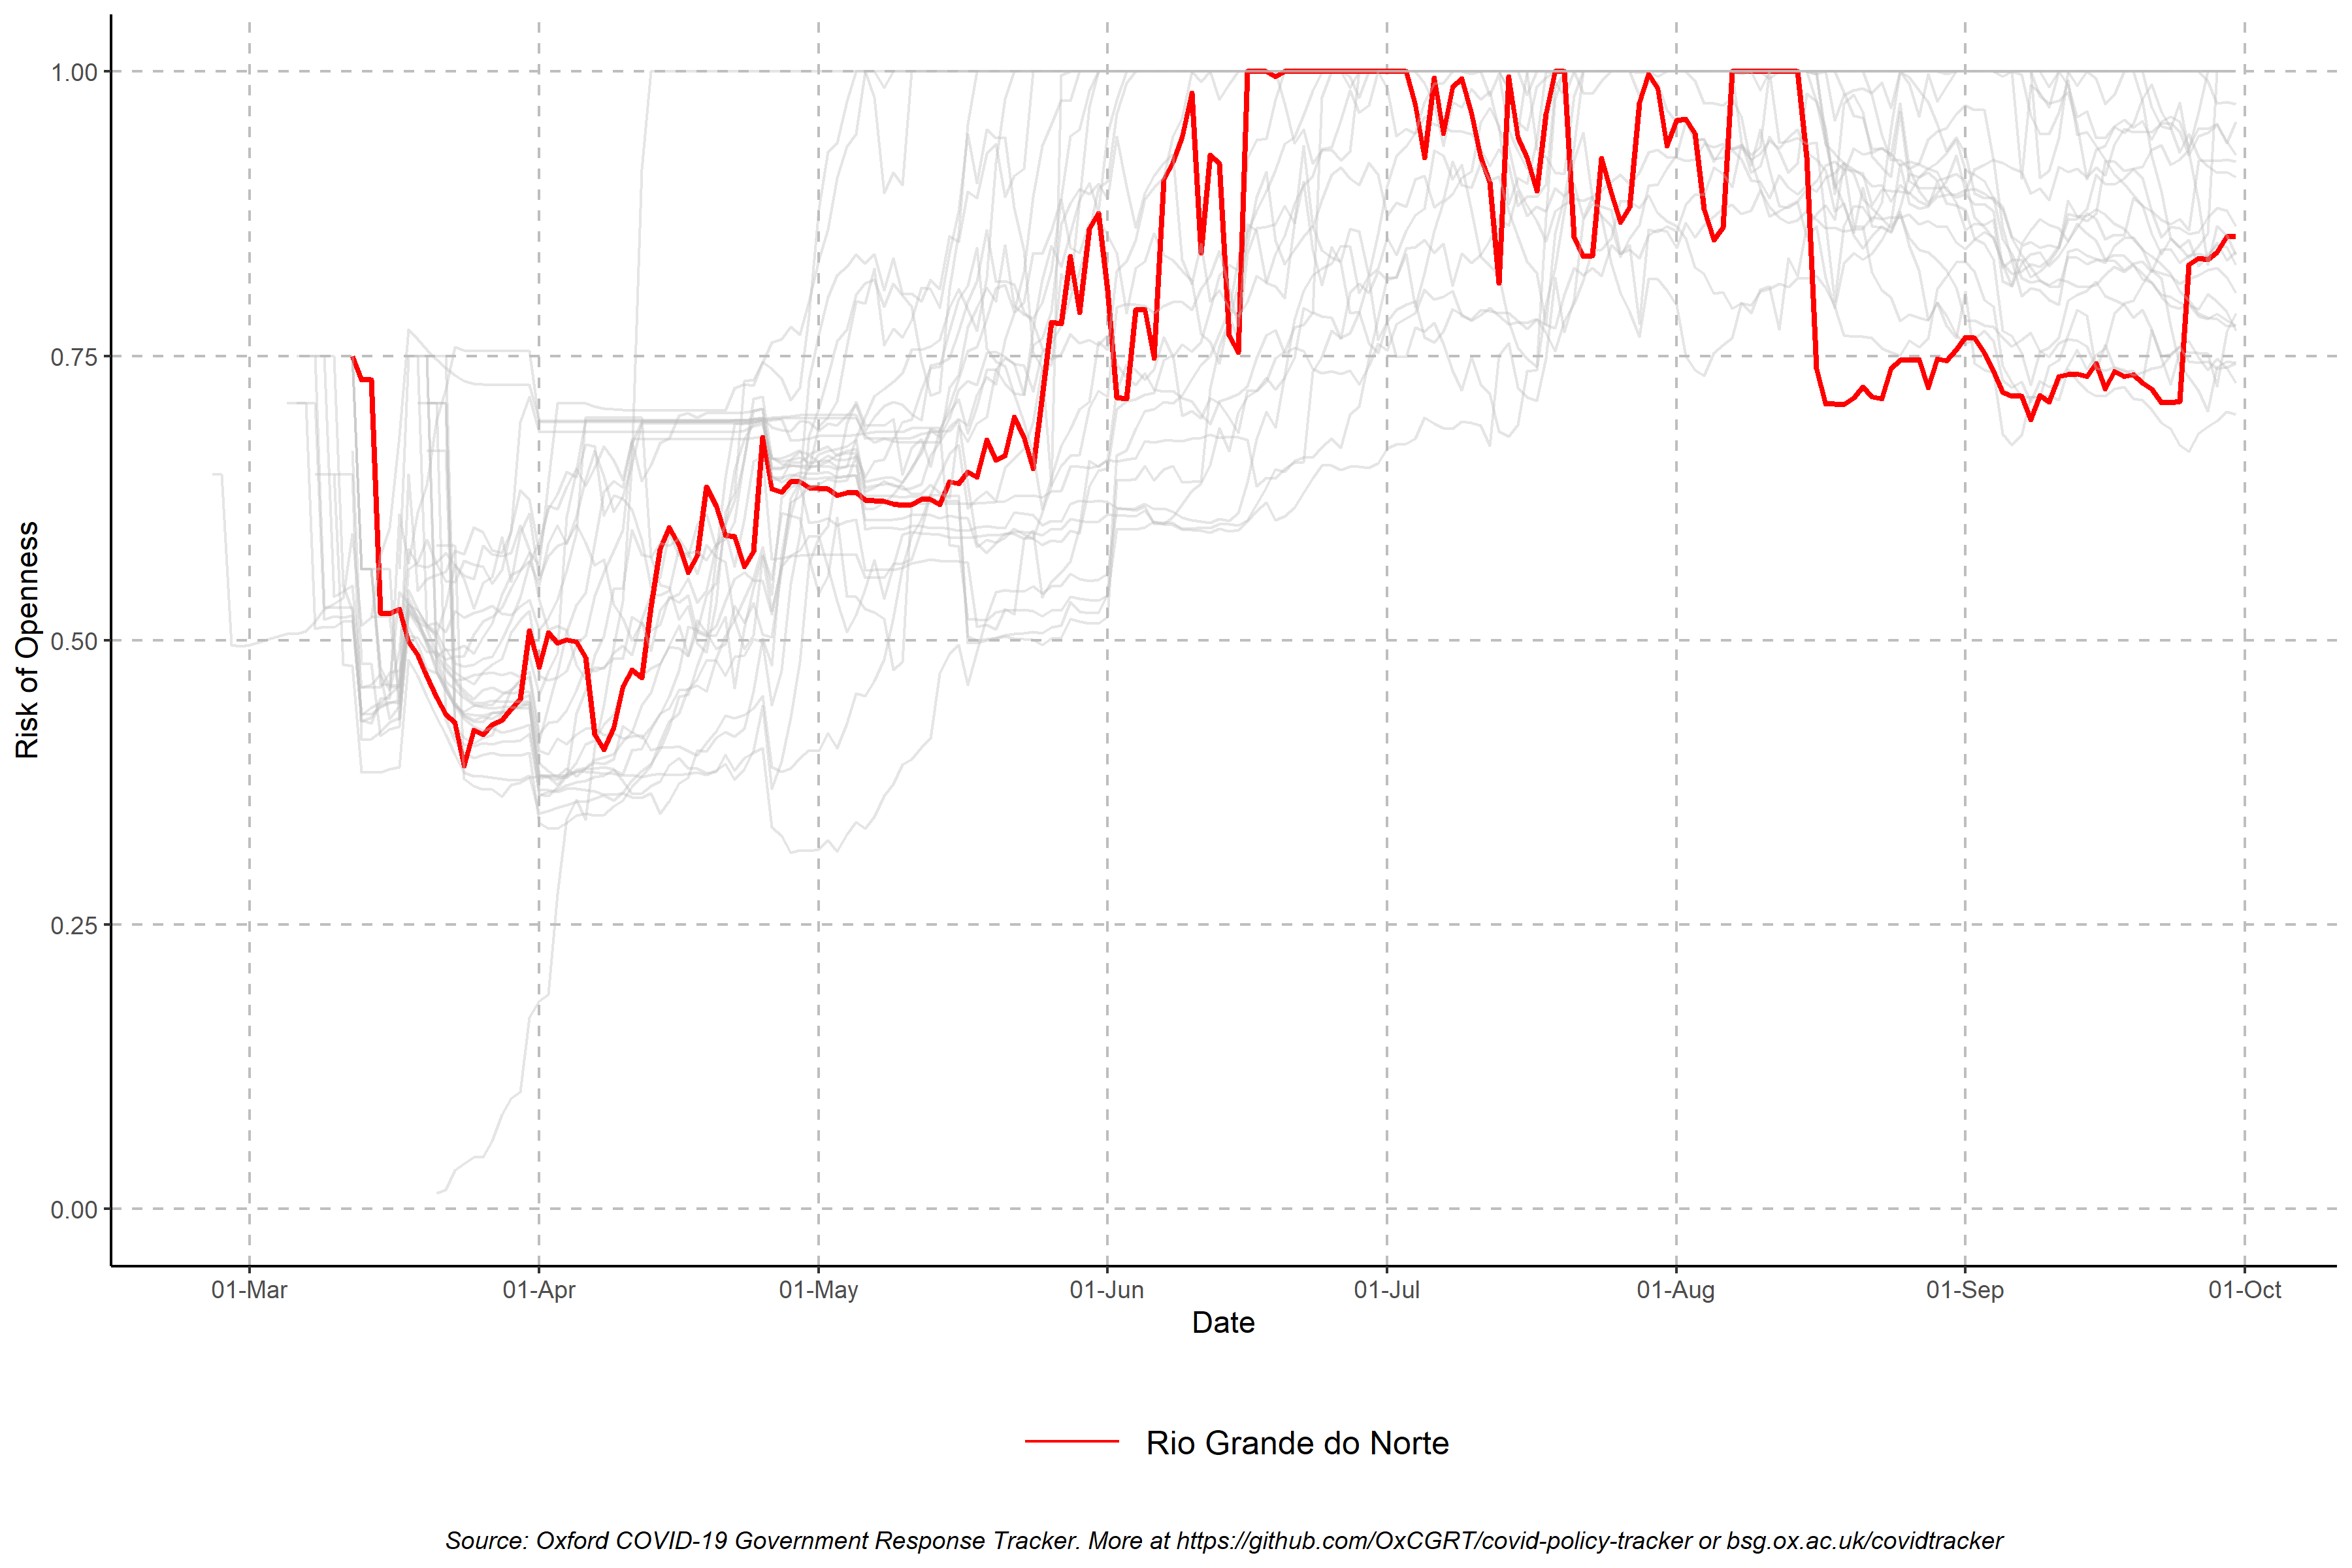 1.00
0.75
0.50
0.25
0.00
Risk of Openness
01-Mar 01-Apr 01-May 01-Jun 01-Jul 01-Aug 01-Sep 01-Oct
Date
Rio Grande do Norte
Source: Oxford COVID-19 Government Response Tracker. More at https://github.com/OxCGRT/covid-policy-tracker or bsg.ox.ac.uk/covidtracker